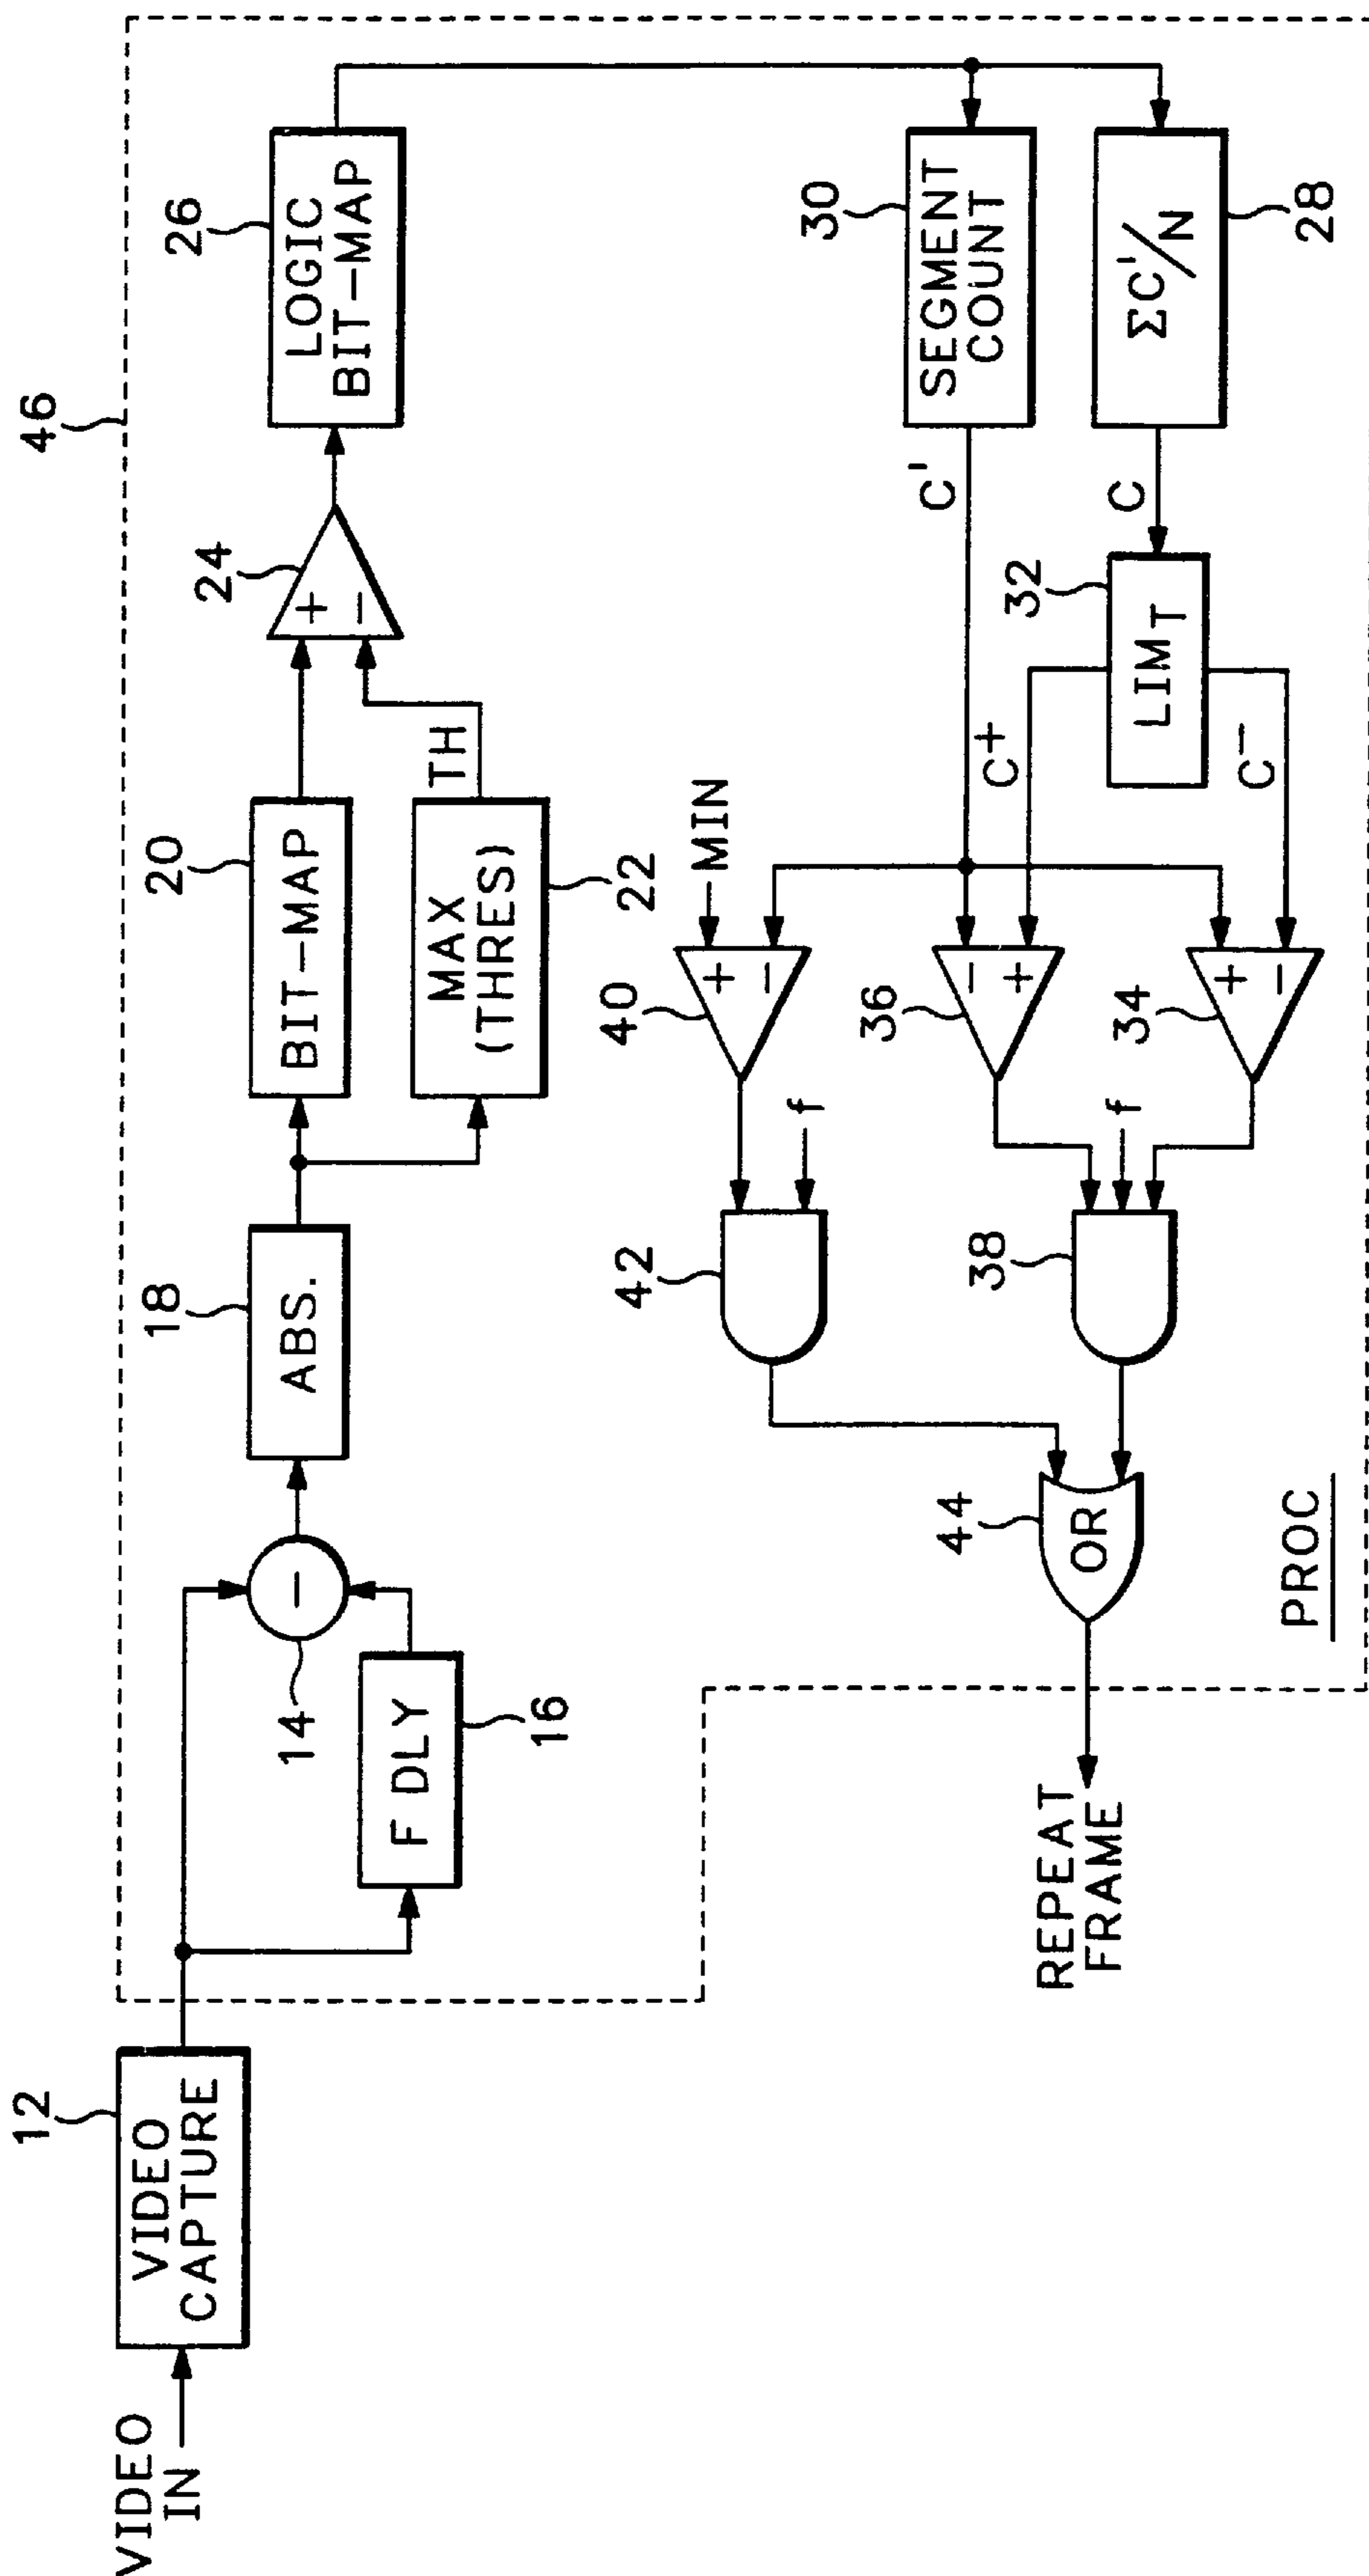 VIDEO
IN
12
VIDEO
CAPTURE
14
−
16
F DLY
18
ABS.
20
BIT-MAP
22
MAX
(THRES)
TH
24
+
−
26
LOGIC
BIT-MAP
46
30
SEGMENT
COUNT
28
ΣC'/N
C'
C
32
LIM T
C+
C−
MIN
40
+
−
36
−
+
34
+
−
f
f
42
38
44
OR
REPEAT
FRAME
PROC